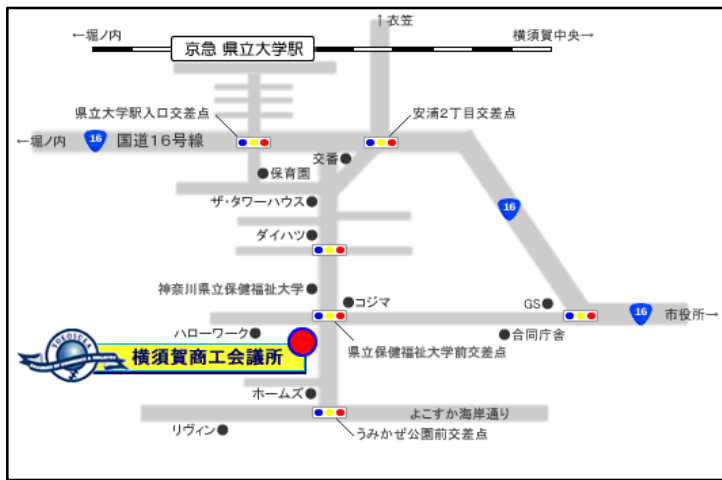 ↑衣笠
←堀ノ内
横須賀中央→
京急 県立大学駅
県立大学駅入口交差点
安浦2丁目交差点
←堀ノ内
16
国道16号線
交番
保育園
ザ・タワーハウス
16
ダイハツ
神奈川県立保健福祉大学
コジマ
GS
16
市役所→
ハローワーク
合同庁舎
県立保健福祉大学前交差点
YOKOSUKA
横須賀商工会議所
ホームズ
よこすか海岸通り
リヴィン
うみかぜ公園前交差点